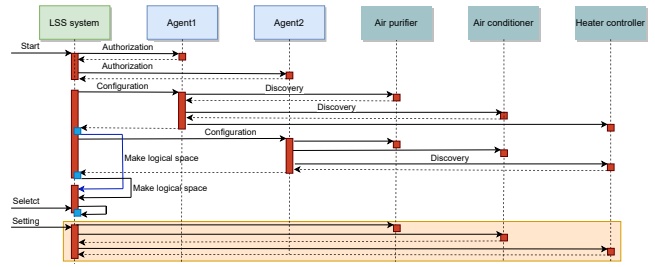 LSS system
Agent1
Agent2
Air purifier
Air conditioner
Heater controller
Start
Authorization
Authorization
Configuration
Discovery
Discovery
Configuration
Make logical space
Discovery
Make logical space
Seletct
Setting